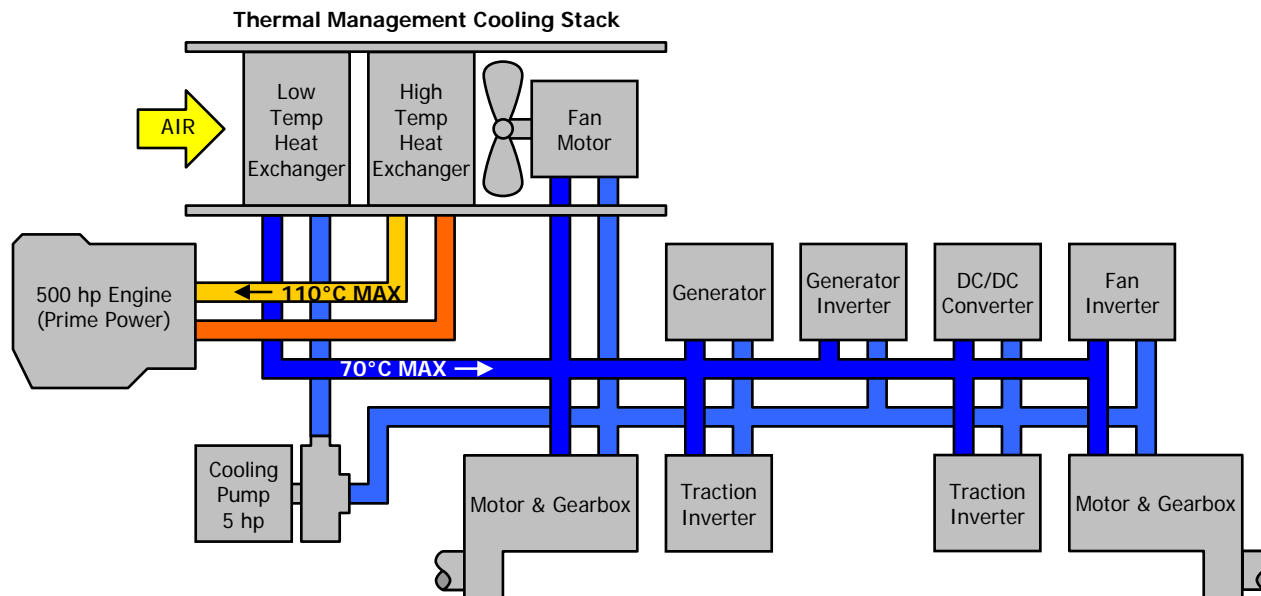 Thermal Management Cooling Stack
AIR
Low
Temp
Heat
Exchanger
High
Temp
Heat
Exchanger
Fan
Motor
500 hp Engine
(Prime Power)
110°C MAX
70°C MAX
Generator
Generator
Inverter
DC/DC
Converter
Fan
Inverter
Cooling
Pump
5 hp
Motor & Gearbox
Traction
Inverter
Traction
Inverter
Motor & Gearbox